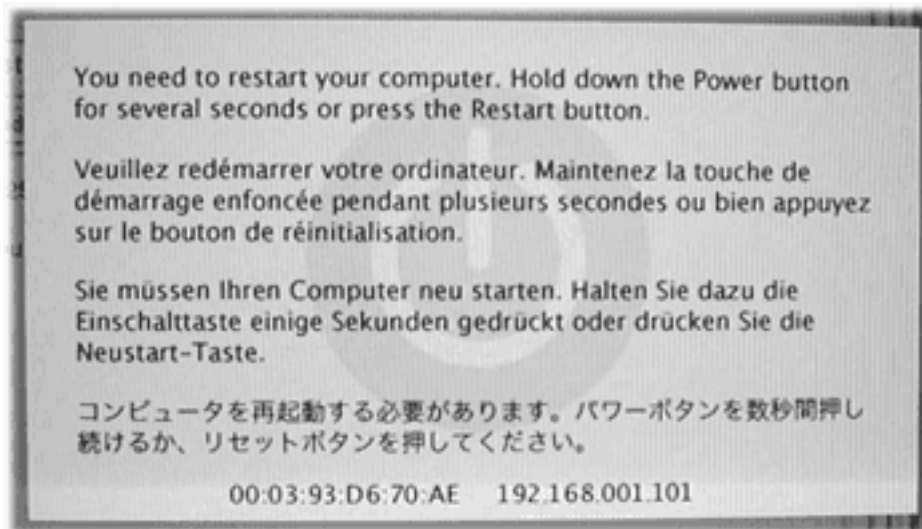 You need to restart your computer. Hold down the Power button
for several seconds or press the Restart button.
Veuillez redémarrer votre ordinateur. Maintenez la touche de
démarrage enfoncée pendant plusieurs secondes ou bien appuyez
sur le bouton de réinitialisation.
Sie müssen Ihren Computer neu starten. Halten Sie dazu die
Einschalttaste einige Sekunden gedrückt oder drücken Sie die
Neustart-Taste.
コンピュータを再起動する必要があります。パワーボタンを数秒間押し
続けるか、リセットボタンを押してください。
00:03:93:D6:70:AE 192.168.001.101